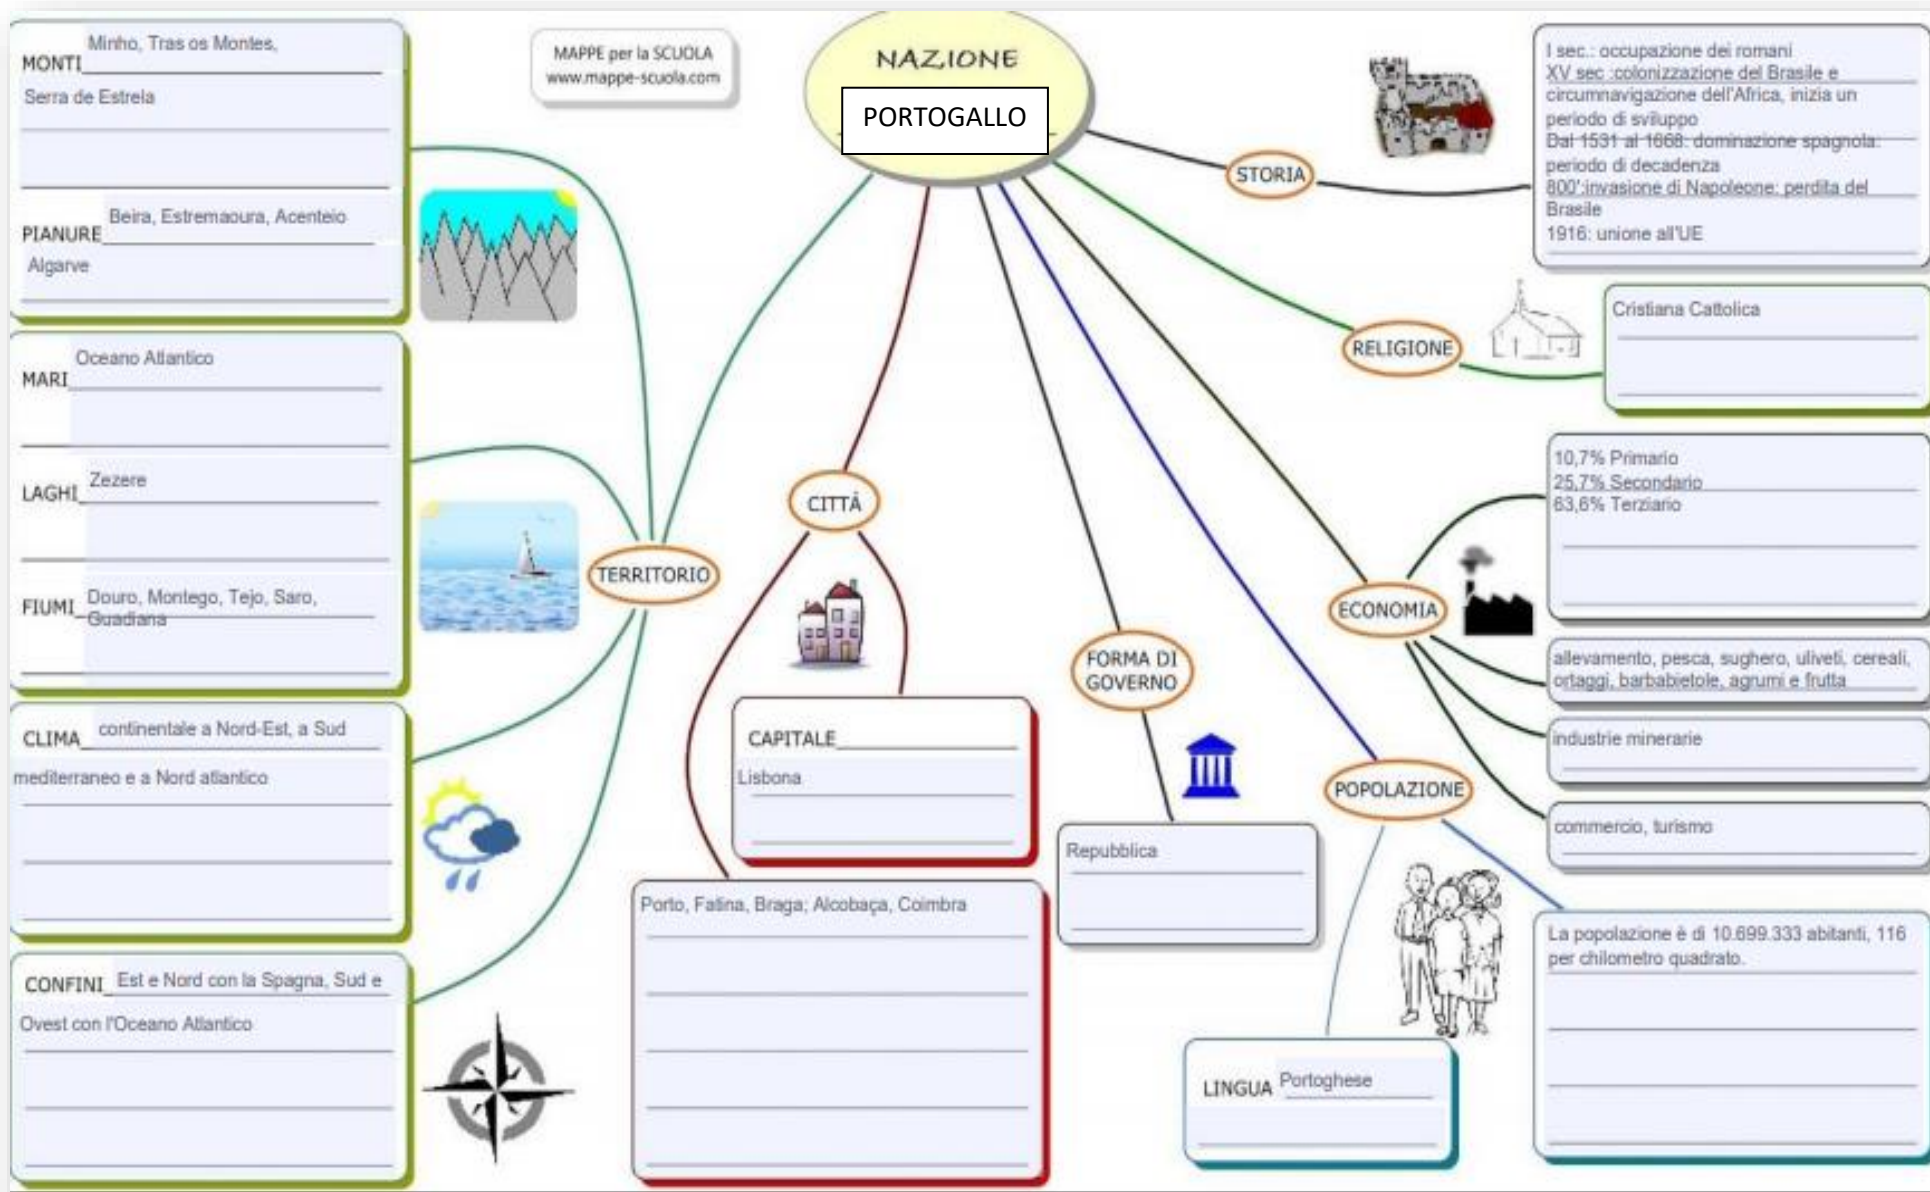 MAPPE per la SCUOLA
www.mappe-scuola.com
NAZIONE
PORTOGALLO
MONTI Minho, Tras os Montes,
Serra de Estrela
PIANURE Beira, Estremaoura, Acenteio
Algarve
MARI Oceano Atlantico
LAGHI Zezere
FIUMI Douro, Montego, Tejo, Saro,
Guadiana
CLIMA continentale a Nord-Est, a Sud
mediterraneo e a Nord atlantico
CONFINI Est e Nord con la Spagna, Sud e
Ovest con l'Oceano Atlantico
TERRITORIO
CITTÀ
CAPITALE
Lisbona
Porto, Fatina, Braga; Alcobaça, Coimbra
FORMA DI
GOVERNO
Repubblica
STORIA
I sec.: occupazione dei romani
XV sec :colonizzazione del Brasile e
circumnavigazione dell'Africa, inizia un
periodo di sviluppo
Dal 1531 al 1668: dominazione spagnola:
periodo di decadenza
800':invasione di Napoleone: perdita del
Brasile
1916: unione all'UE
RELIGIONE
Cristiana Cattolica
ECONOMIA
10,7% Primario
25,7% Secondario
63,6% Terziario
allevamento, pesca, sughero, uliveti, cereali,
ortaggi, barbabietole, agrumi e frutta
industrie minerarie
commercio, turismo
POPOLAZIONE
La popolazione è di 10.699.333 abitanti, 116
per chilometro quadrato.
LINGUA Portoghese